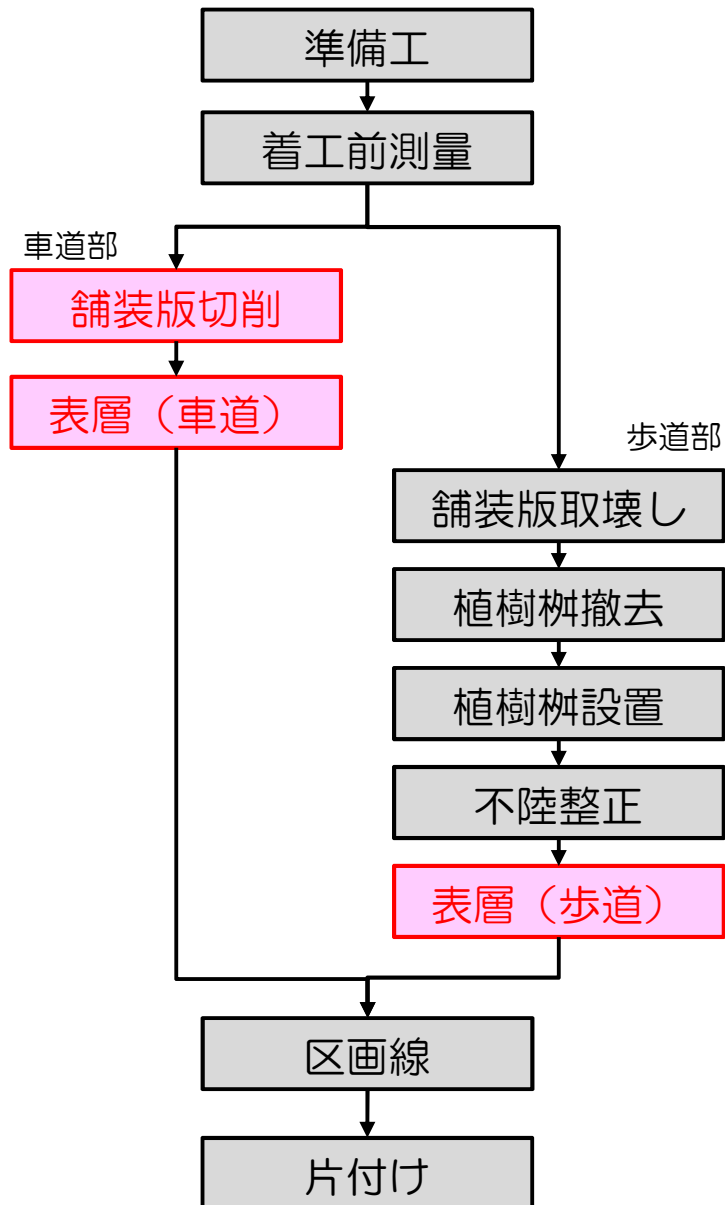 準備工
着工前測量
車道部
舗装版切削
表層（車道）
歩道部
舗装版取壊し
植樹桝撤去
植樹桝設置
不陸整正
表層（歩道）
区画線
片付け